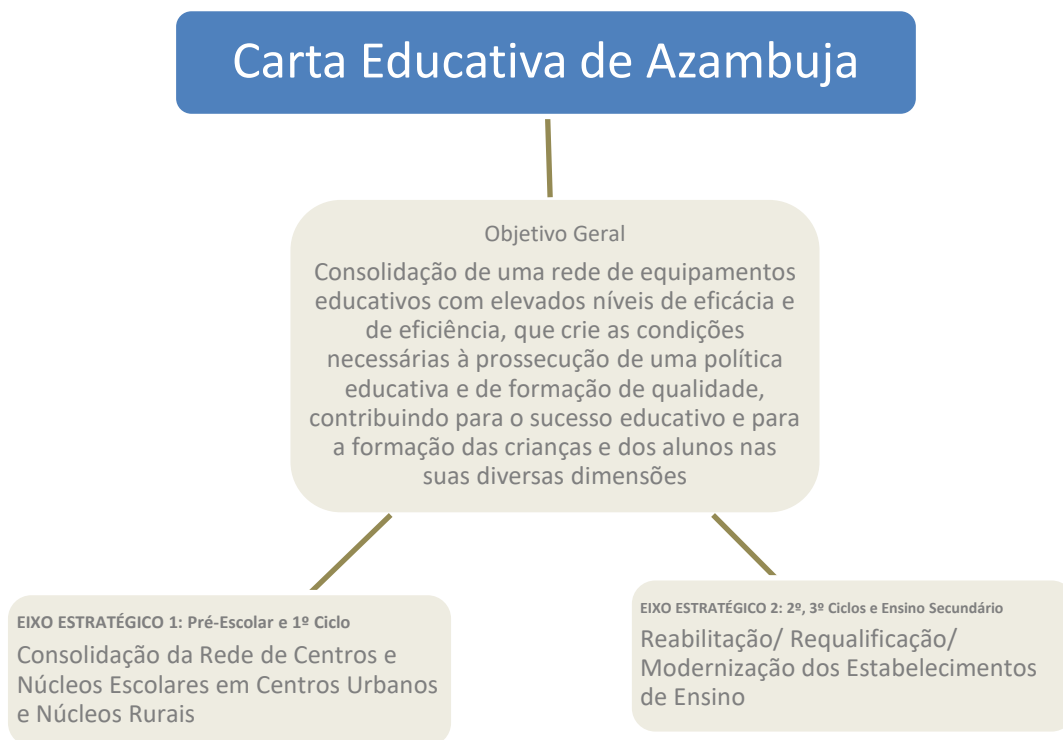 Carta Educativa de Azambuja
Objetivo Geral
Consolidação de uma rede de equipamentos
educativos com elevados níveis de eficácia e
de eficiência, que crie as condições
necessárias à prossecução de uma política
educativa e de formação de qualidade,
contribuindo para o sucesso educativo e para
a formação das crianças e dos alunos nas
suas diversas dimensões
EIXO ESTRATÉGICO 1: Pré-Escolar e 1º Ciclo
Consolidação da Rede de Centros e
Núcleos Escolares em Centros Urbanos
e Núcleos Rurais
EIXO ESTRATÉGICO 2: 2º, 3º Ciclos e Ensino Secundário
Reabilitação/ Requalificação/
Modernização dos Estabelecimentos
de Ensino